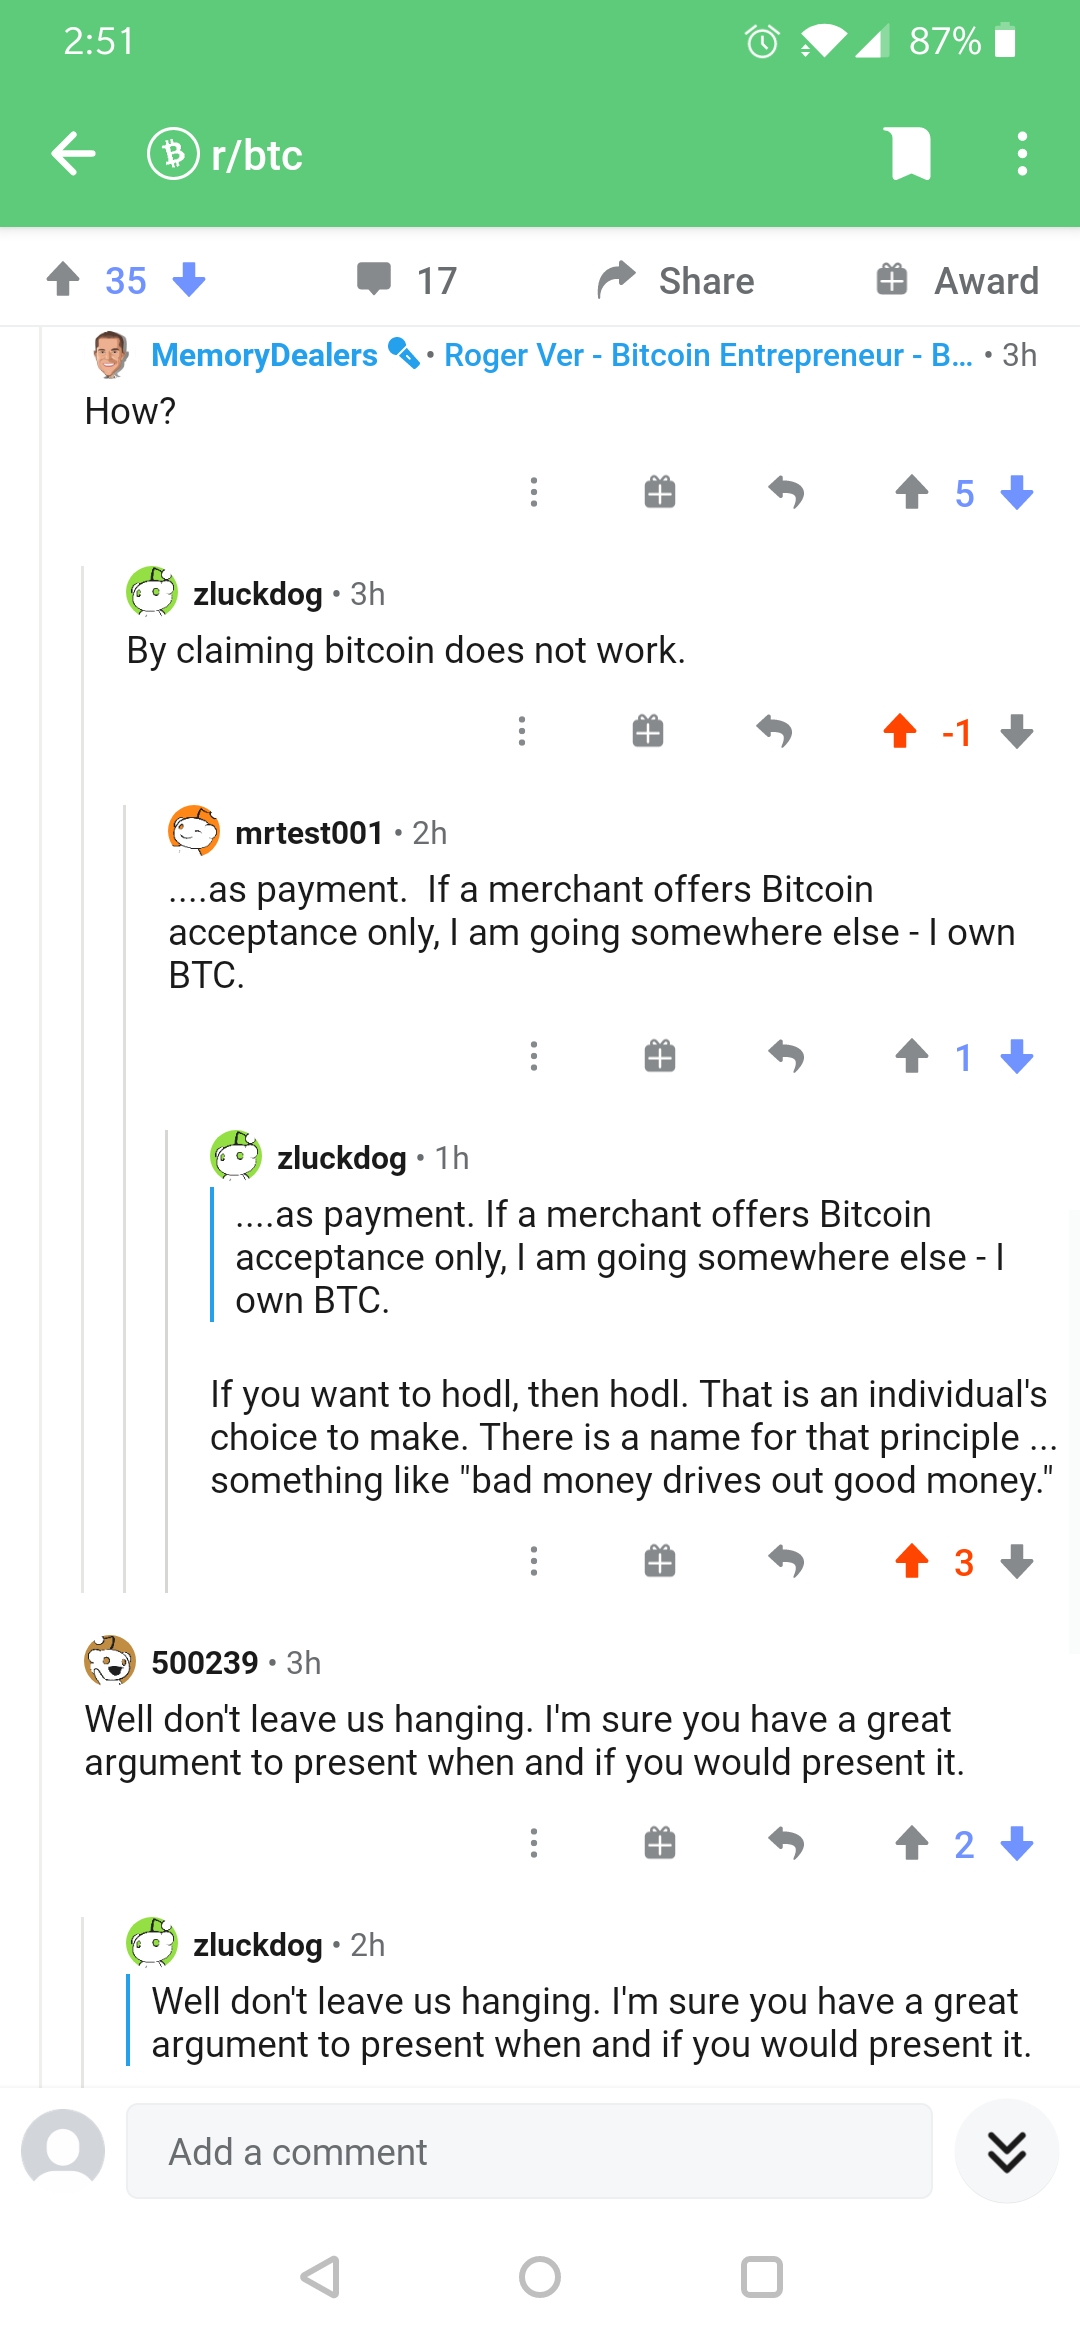 2:51
87%
r/btc
35
17
Share
Award
MemoryDealers • Roger Ver - Bitcoin Entrepreneur - B... • 3h
How?
5
zluckdog • 3h
By claiming bitcoin does not work.
-1
mrtest001 • 2h
....as payment.  If a merchant offers Bitcoin
acceptance only, I am going somewhere else - I own
BTC.
1
zluckdog • 1h
....as payment. If a merchant offers Bitcoin
acceptance only, I am going somewhere else - I
own BTC.
If you want to hodl, then hodl. That is an individual's
choice to make. There is a name for that principle ...
something like "bad money drives out good money."
3
500239 • 3h
Well don't leave us hanging. I'm sure you have a great
argument to present when and if you would present it.
2
zluckdog • 2h
Well don't leave us hanging. I'm sure you have a great
argument to present when and if you would present it.
Add a comment